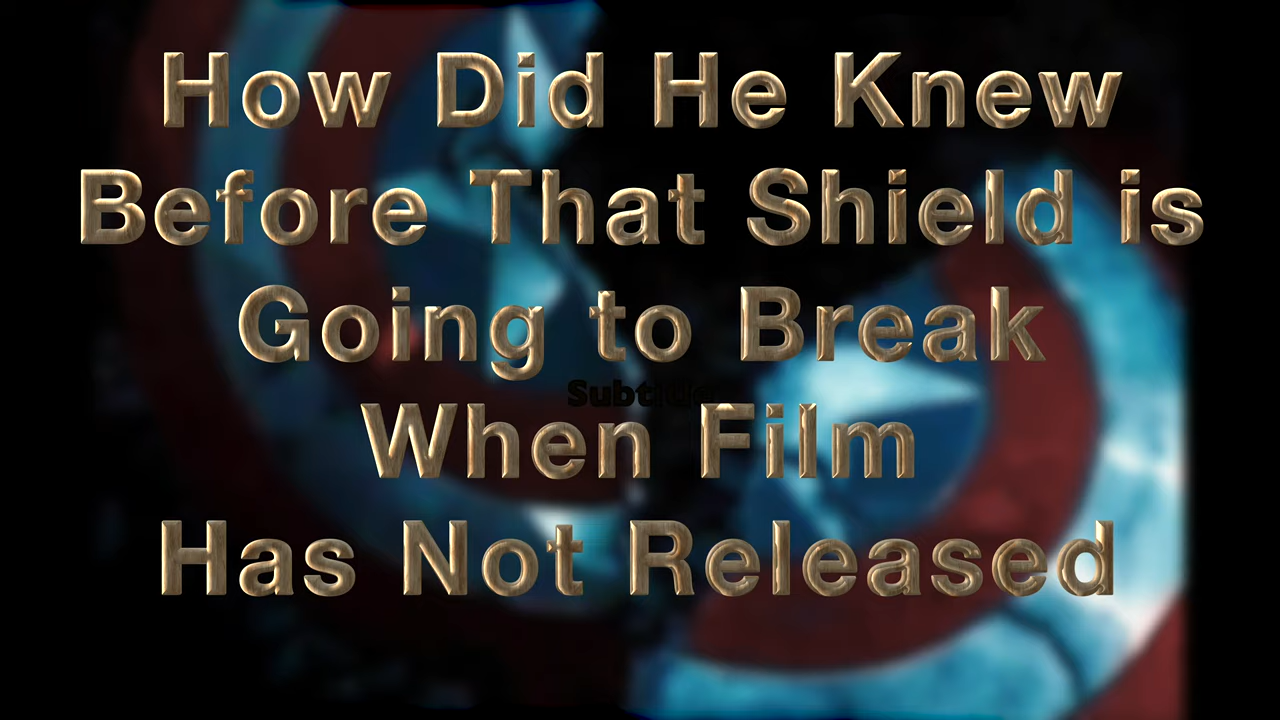 How Did He Knew
Before That Shield is
Going to Break
When Film
Has Not Released